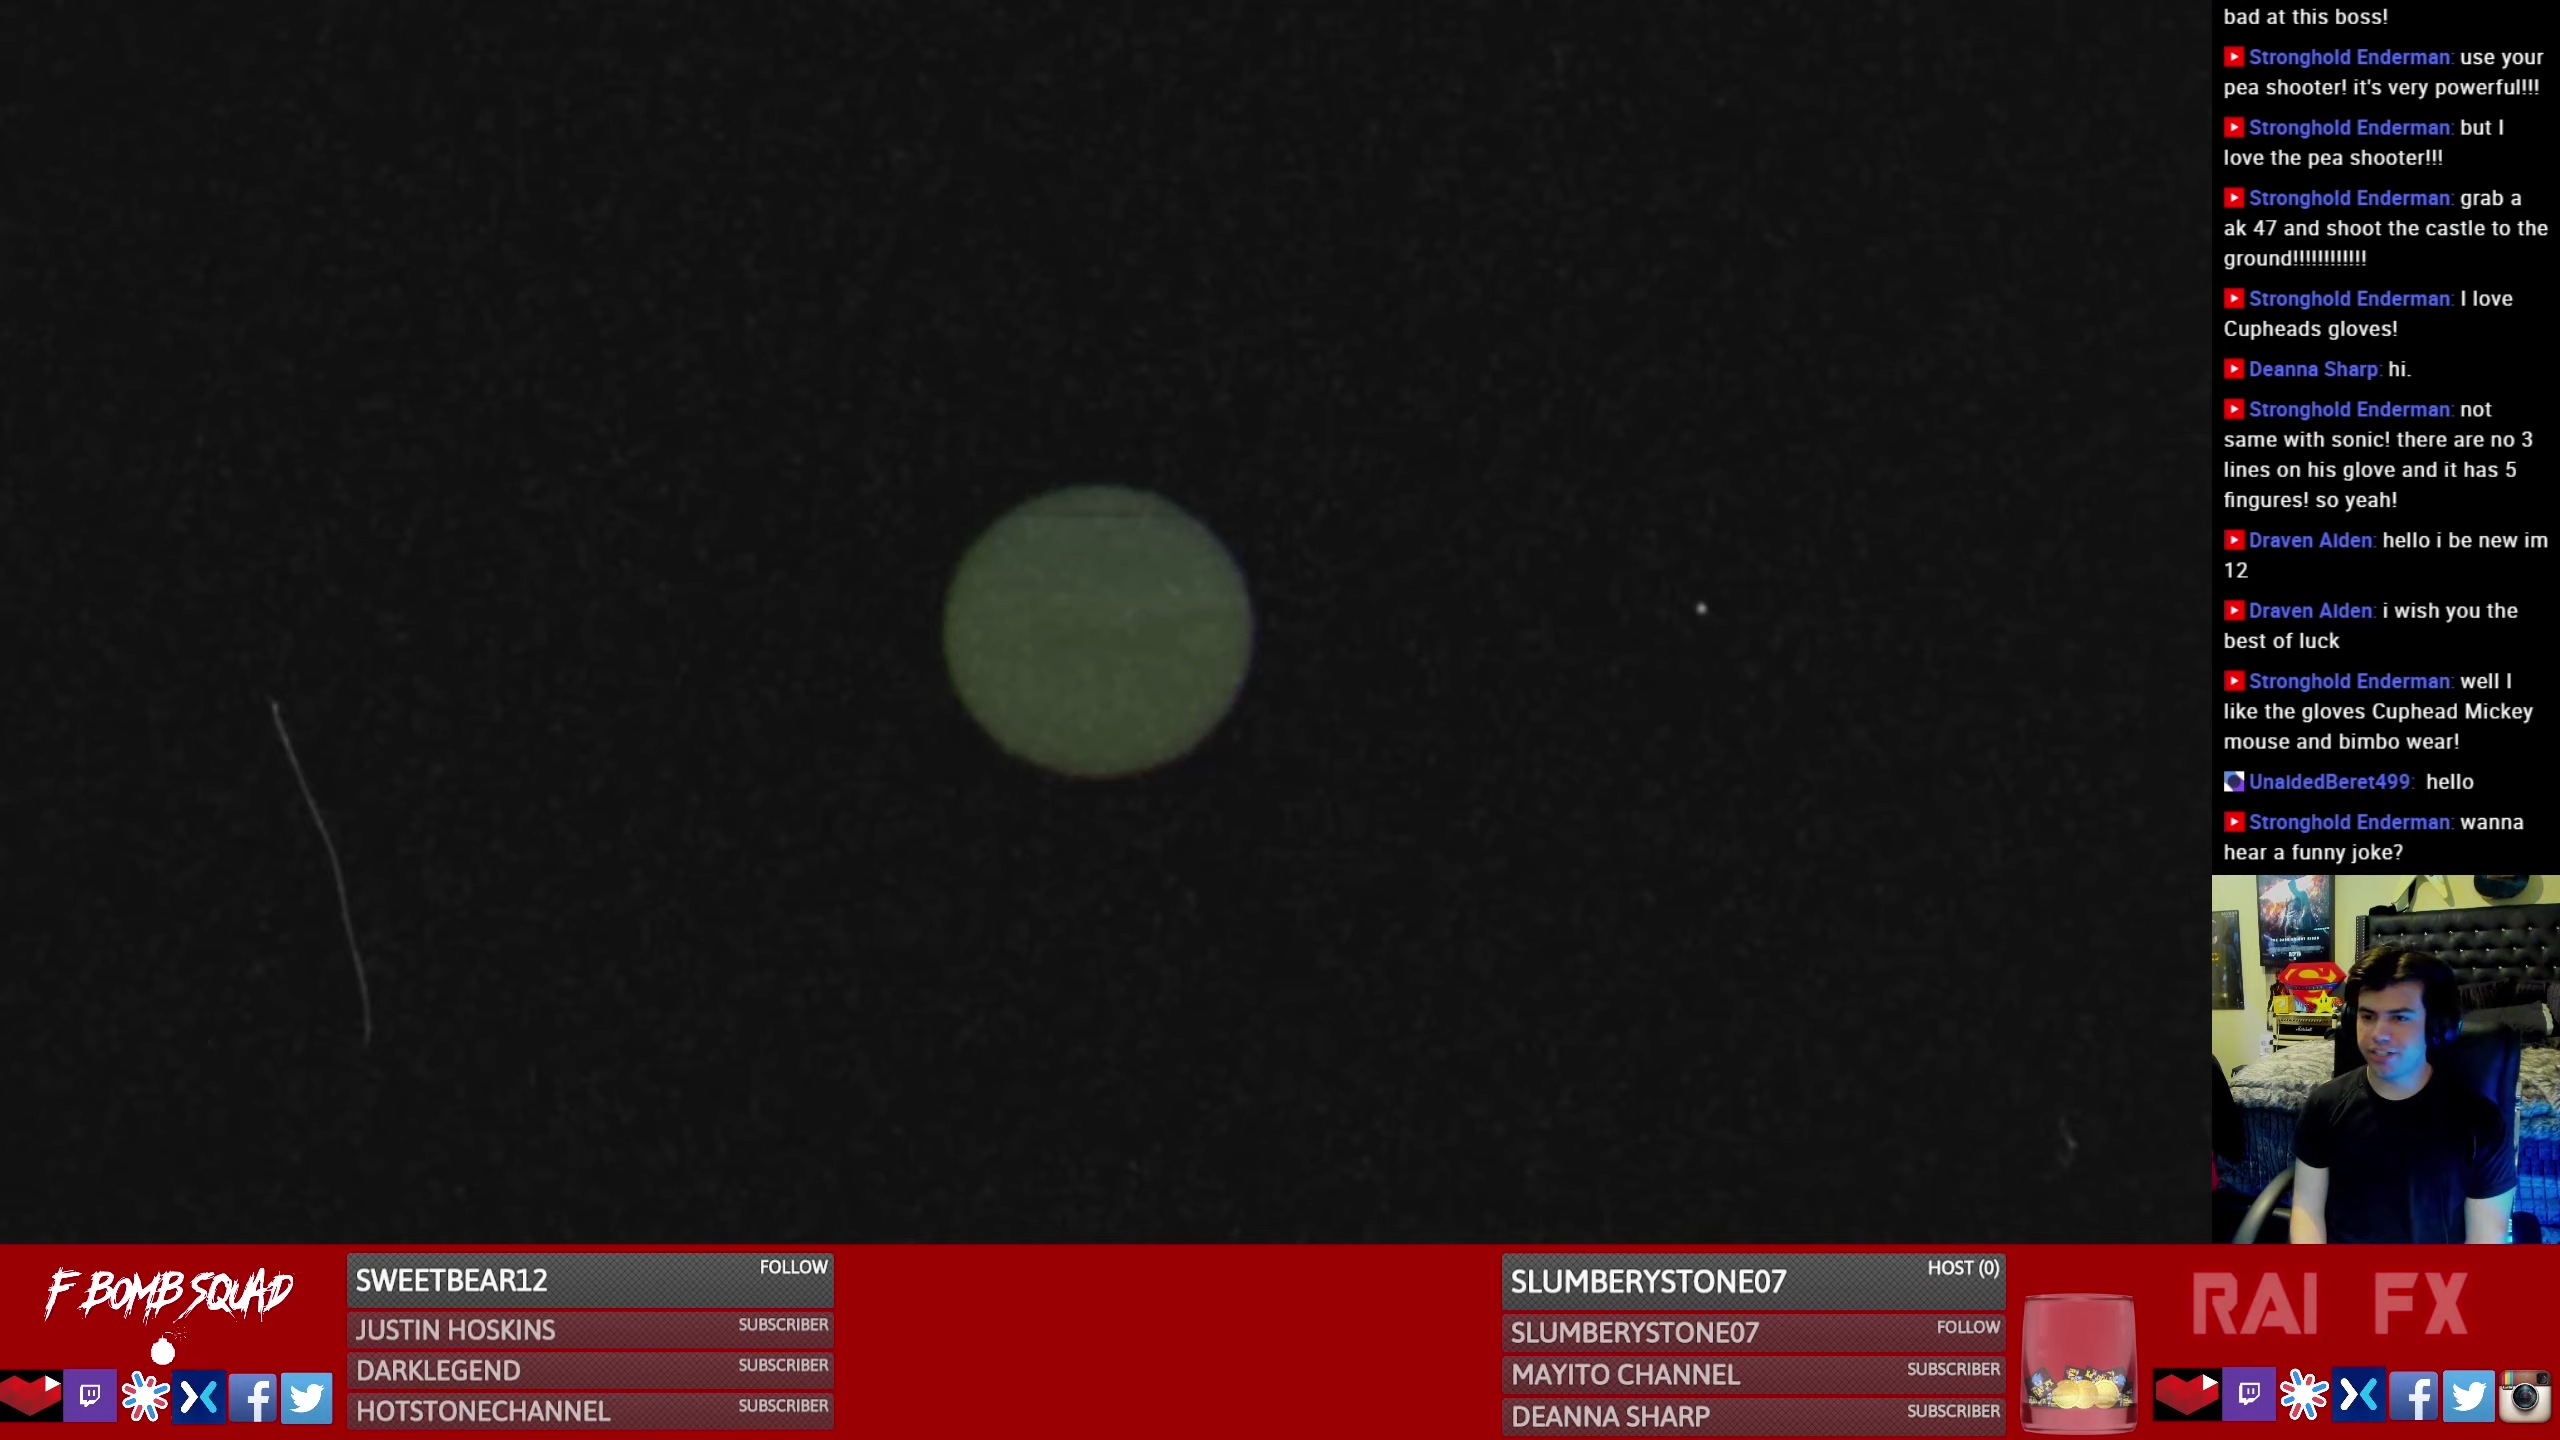 bad at this boss!
Stronghold Enderman: use your
pea shooter! it's very powerful!!!
Stronghold Enderman: but I
love the pea shooter!!!
Stronghold Enderman: grab a
ak 47 and shoot the castle to the
ground!!!!!!!!!!!!
Stronghold Enderman: I love
Cupheads gloves!
Deanna Sharp: hi.
Stronghold Enderman: not
same with sonic! there are no 3
lines on his glove and it has 5
fingures! so yeah!
Draven Alden: hello i be new im
12
Draven Alden: i wish you the
best of luck
Stronghold Enderman: well I
like the gloves Cuphead Mickey
mouse and bimbo wear!
UnaidedBeret499: hello
Stronghold Enderman: wanna
hear a funny joke?
F BOMB SQUAD
SWEETBEAR12 FOLLOW
JUSTIN HOSKINS SUBSCRIBER
DARKLEGEND SUBSCRIBER
HOTSTONECHANNEL SUBSCRIBER
SLUMBERYSTONE07 HOST (0)
SLUMBERYSTONE07 FOLLOW
MAYITO CHANNEL SUBSCRIBER
DEANNA SHARP SUBSCRIBER
RAI FX